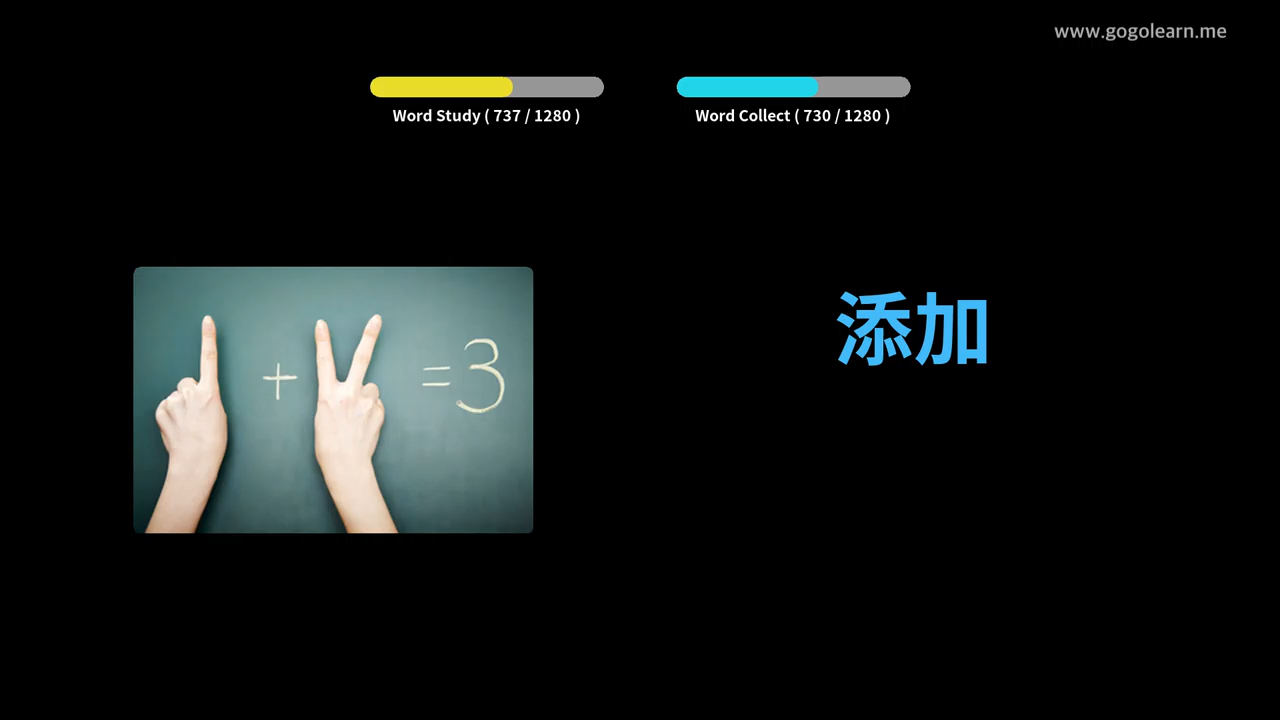 www.gogolearn.me
Word Study ( 737 / 1280 )
Word Collect ( 730 / 1280 )
+ =3
添加